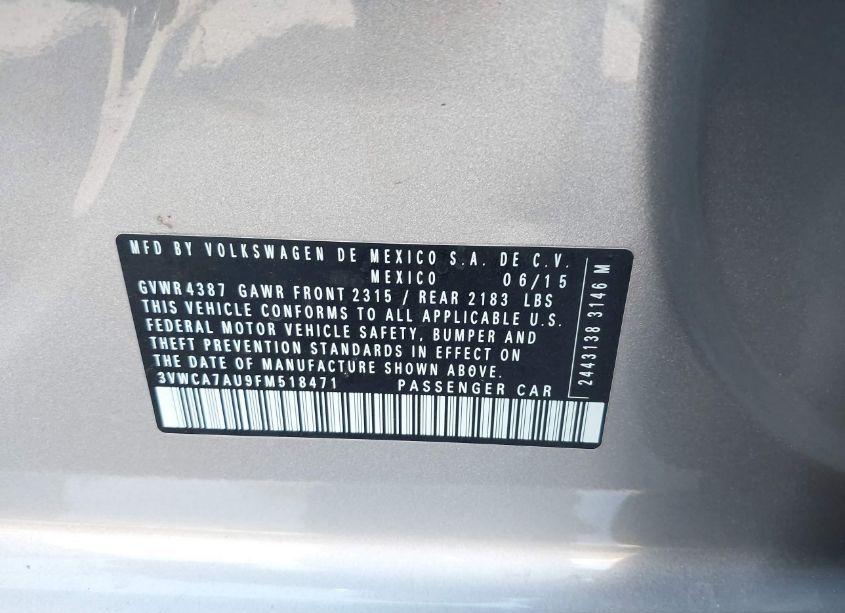 MFD BY VOLKSWAGEN DE MEXICO S.A. DE C.V.
MEXICO 06/15
GVWR 4387 GAWR FRONT 2315 / REAR 2183 LBS
THIS VEHICLE CONFORMS TO ALL APPLICABLE U.S.
FEDERAL MOTOR VEHICLE SAFETY, BUMPER AND
THEFT PREVENTION STANDARDS IN EFFECT ON
THE DATE OF MANUFACTURE SHOWN ABOVE.
3VWCA7AU9FM518471 PASSENGER CAR
2443138 3146 M